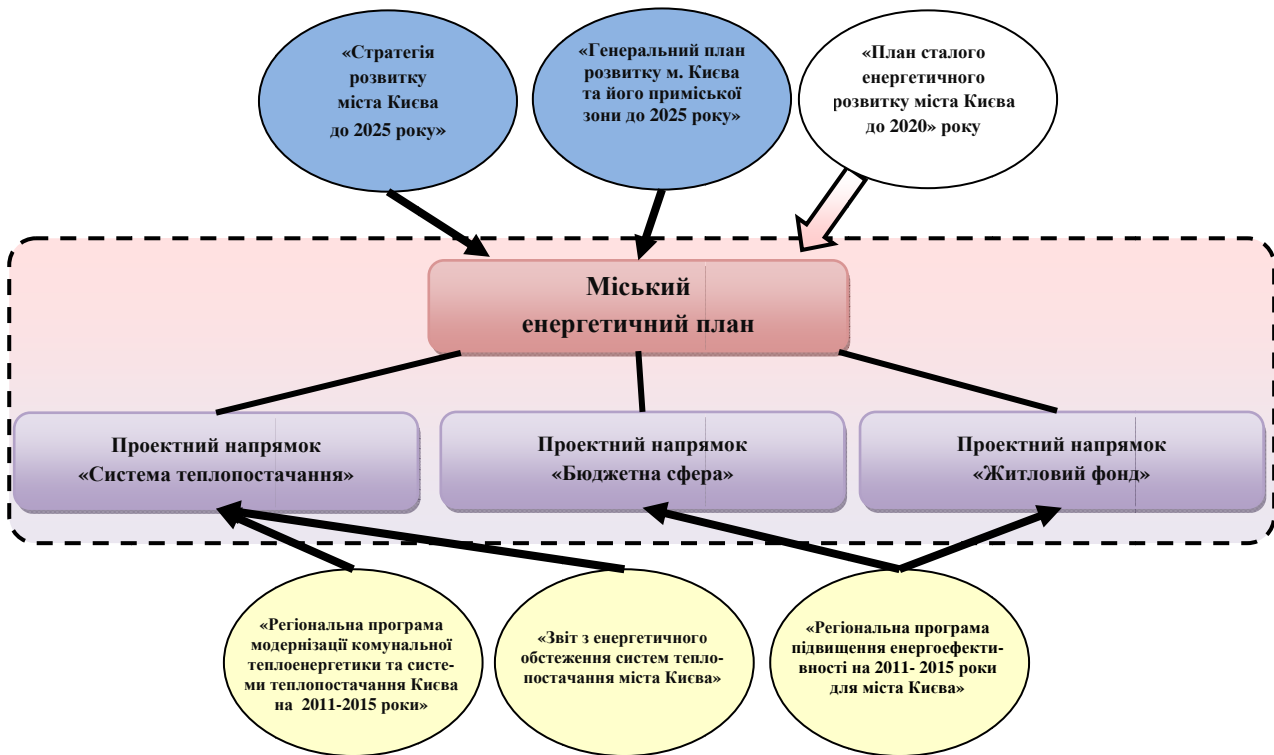 «Стратегія
розвитку
міста Києва
до 2025 року»
«Генеральний план
розвитку м. Києва
та його приміської
зони до 2025 року»
«План сталого
енергетичного
розвитку міста Києва
до 2020» року
Міський
енергетичний план
Проектний напрямок
«Система теплопостачання»
Проектний напрямок
«Бюджетна сфера»
Проектний напрямок
«Житловий фонд»
«Регіональна програма
модернізації комунальної
теплоенергетики та систе-
ми теплопостачання Києва
на 2011-2015 роки»
«Звіт з енергетичного
обстеження систем тепло-
постачання міста Києва»
«Регіональна програма
підвищення енергоефекти-
вності на 2011- 2015 роки
для міста Києва»